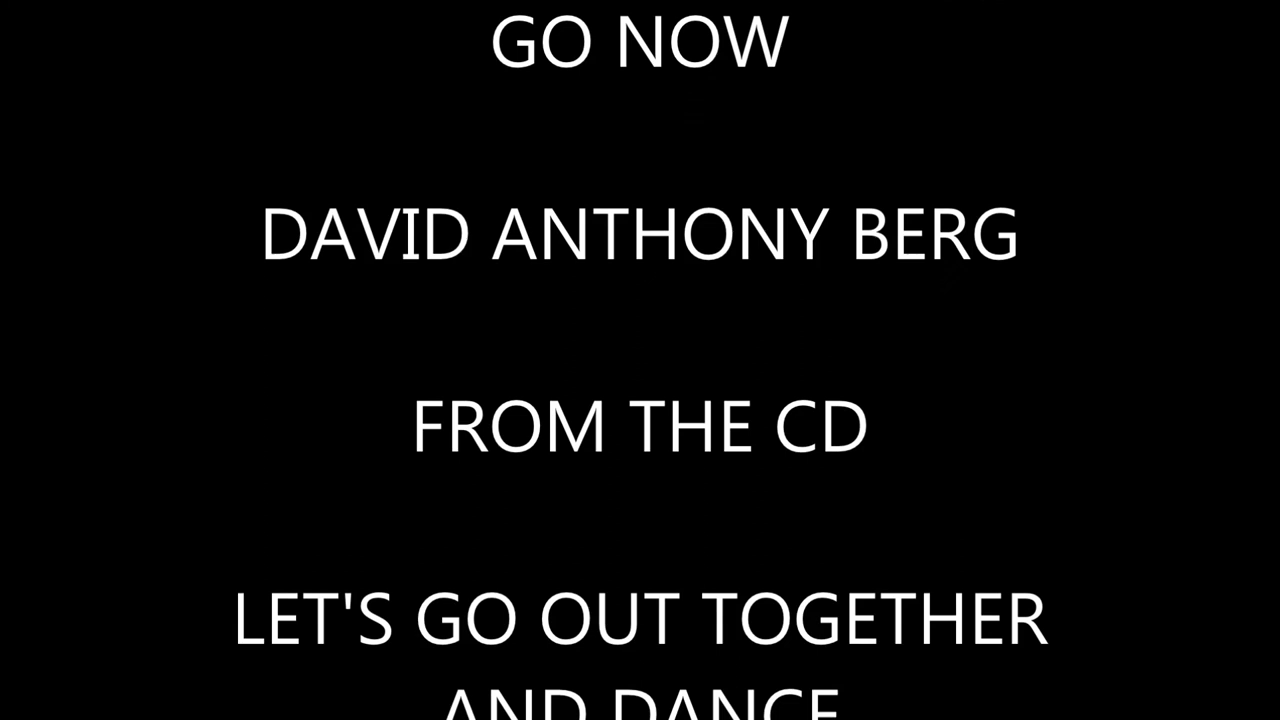 GO NOW
DAVID ANTHONY BERG
FROM THE CD
LET'S GO OUT TOGETHER
AND DANCE